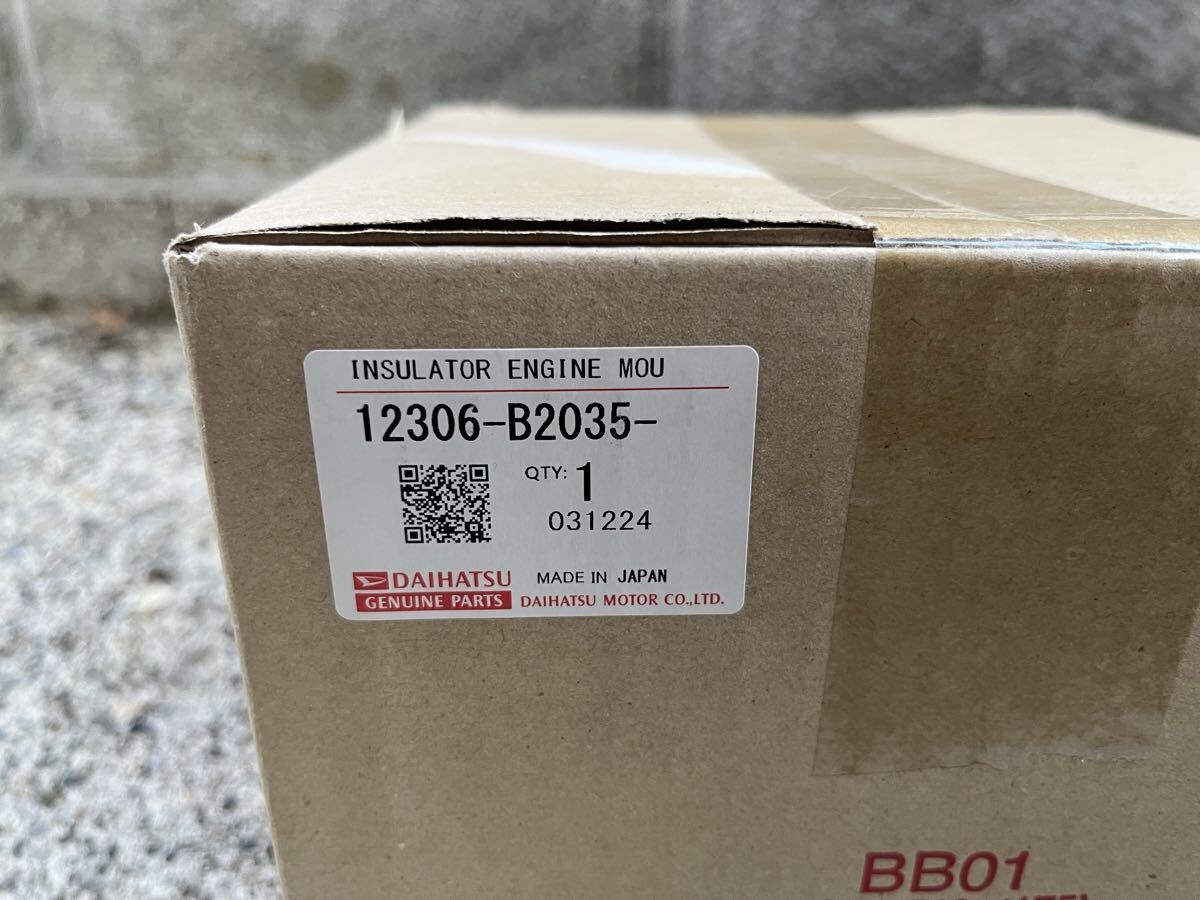 INSULATOR ENGINE MOU
12306-B2035-
QTY: 1
031224
DAIHATSU MADE IN JAPAN
GENUINE PARTS DAIHATSU MOTOR CO.,LTD.
BB01